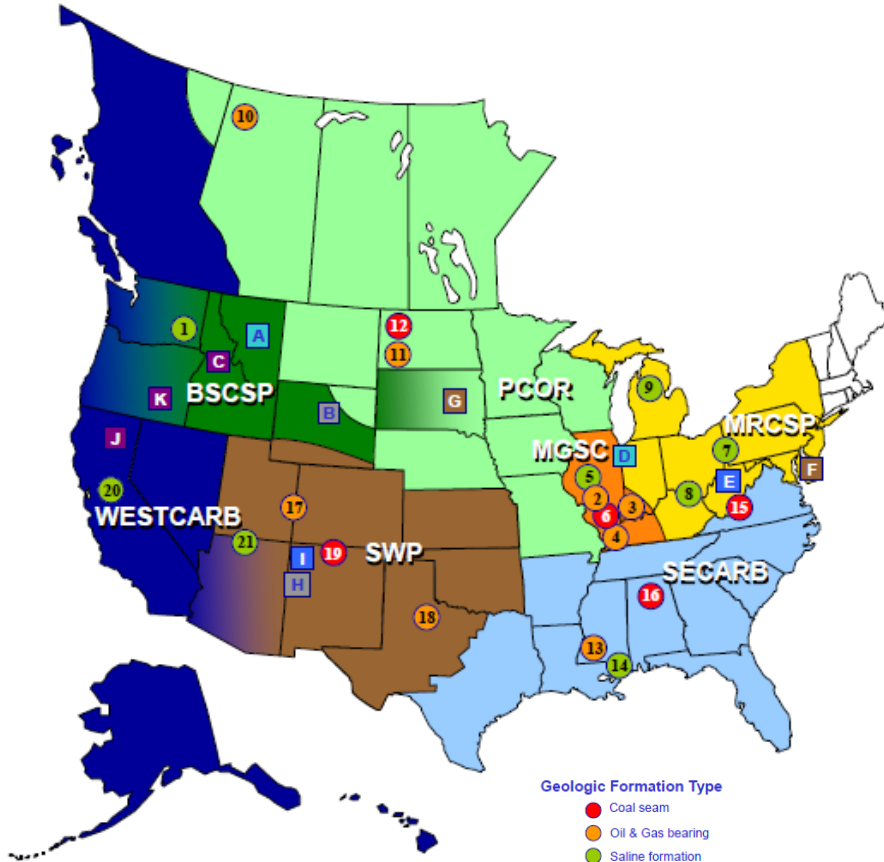 10
12
11
1
A
C
BSCSP
K
B
G
PCOR
9
MRCSP
7
J
MGSC
D
5
E
F
20
WESTCARB
2
6
3
8
15
4
17
21
I
19
SWP
H
SECARB
16
18
13
14
Geologic Formation Type
Coal seam
Oil & Gas bearing
Saline formation